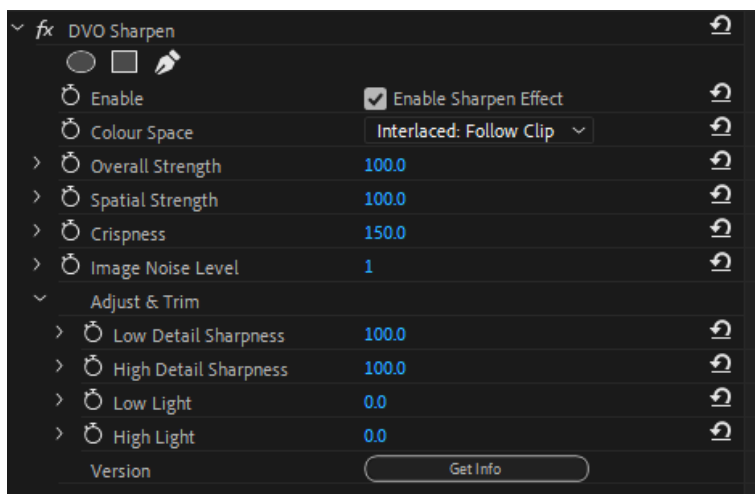 fx DVO Sharpen
Enable Enable Sharpen Effect
Colour Space Interlaced: Follow Clip
Overall Strength 100.0
Spatial Strength 100.0
Crispness 150.0
Image Noise Level 1
Adjust & Trim
Low Detail Sharpness 100.0
High Detail Sharpness 100.0
Low Light 0.0
High Light 0.0
Version Get Info